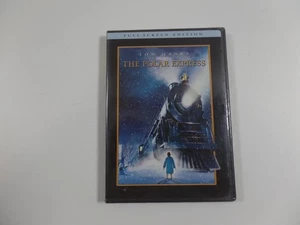 FULL-SCREEN EDITION
TOM HANKS
THE POLAR EXPRESS